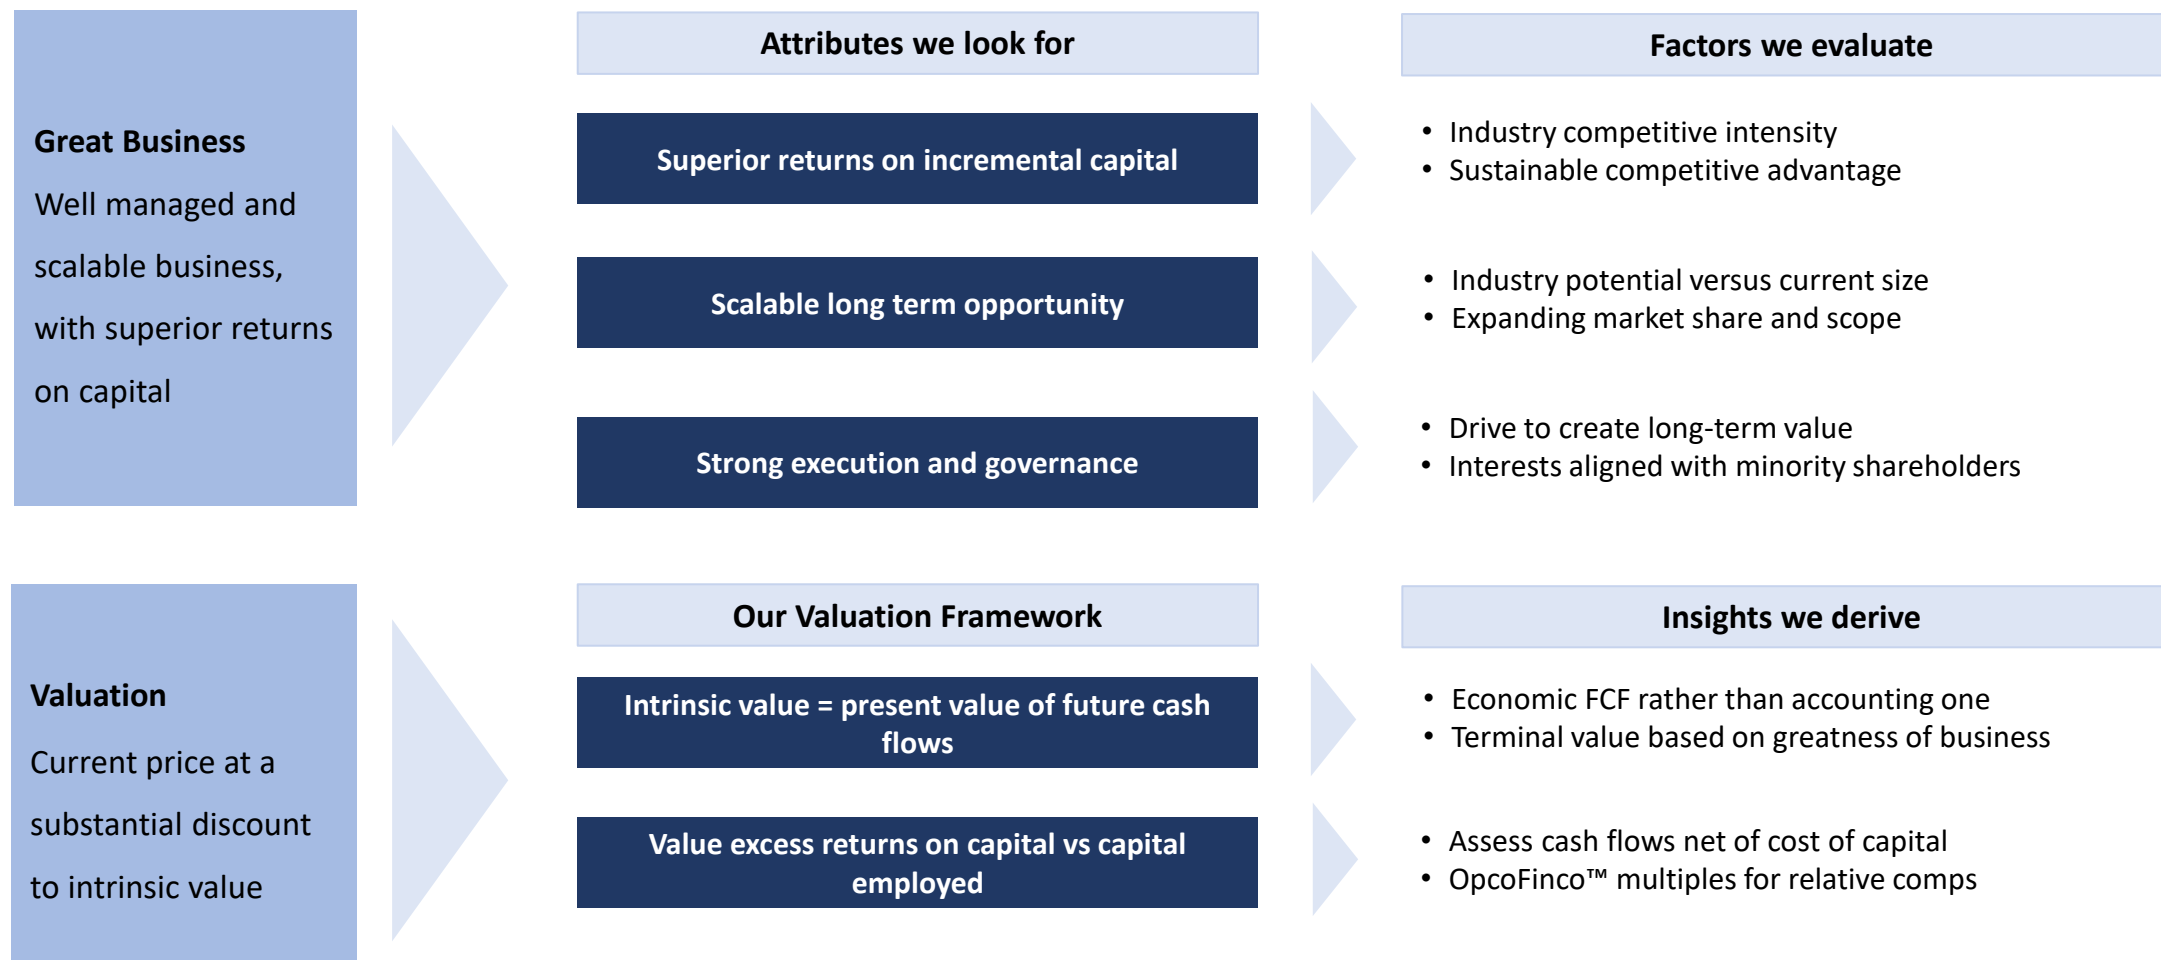 Great Business
Well managed and
scalable business,
with superior returns
on capital
Attributes we look for
Superior returns on incremental capital
Scalable long term opportunity
Strong execution and governance
Factors we evaluate
• Industry competitive intensity
• Sustainable competitive advantage
• Industry potential versus current size
• Expanding market share and scope
• Drive to create long-term value
• Interests aligned with minority shareholders
Valuation
Current price at a
substantial discount
to intrinsic value
Our Valuation Framework
Intrinsic value = present value of future cash
flows
Value excess returns on capital vs capital
employed
Insights we derive
• Economic FCF rather than accounting one
• Terminal value based on greatness of business
• Assess cash flows net of cost of capital
• OpcoFinco™ multiples for relative comps